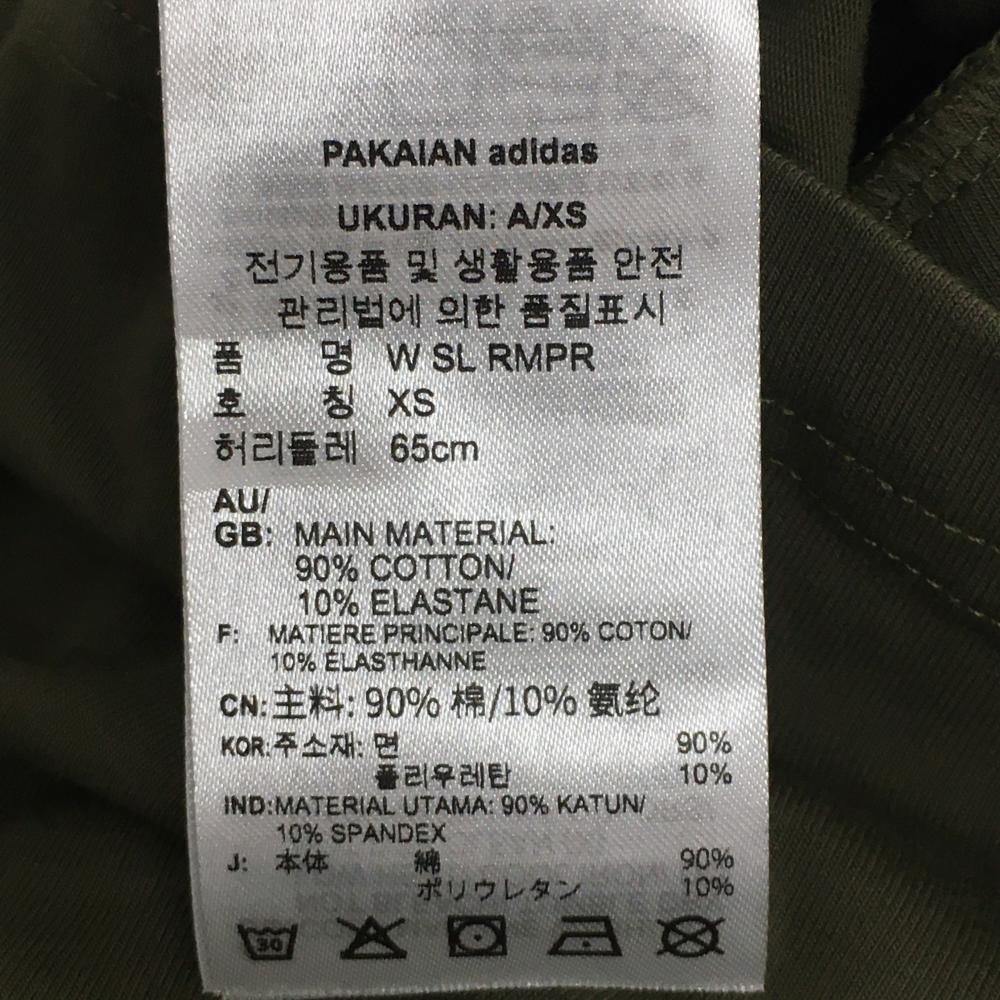 PAKAIAN adidas
UKURAN: A/XS
전기용품 및 생활용품 안전
관리법에 의한 품질표시
품 명 W SL RMPR
호 칭 XS
허리둘레 65cm
AU/
GB: MAIN MATERIAL:
90% COTTON/
10% ELASTANE
F: MATIERE PRINCIPALE: 90% COTON/
10% ÉLASTHANNE
CN: 主料: 90% 棉/10% 氨纶
KOR: 주소재: 면 90%
폴리우레탄 10%
IND: MATERIAL UTAMA: 90% KATUN/
10% SPANDEX
J: 本体 綿 90%
ポリウレタン 10%
30